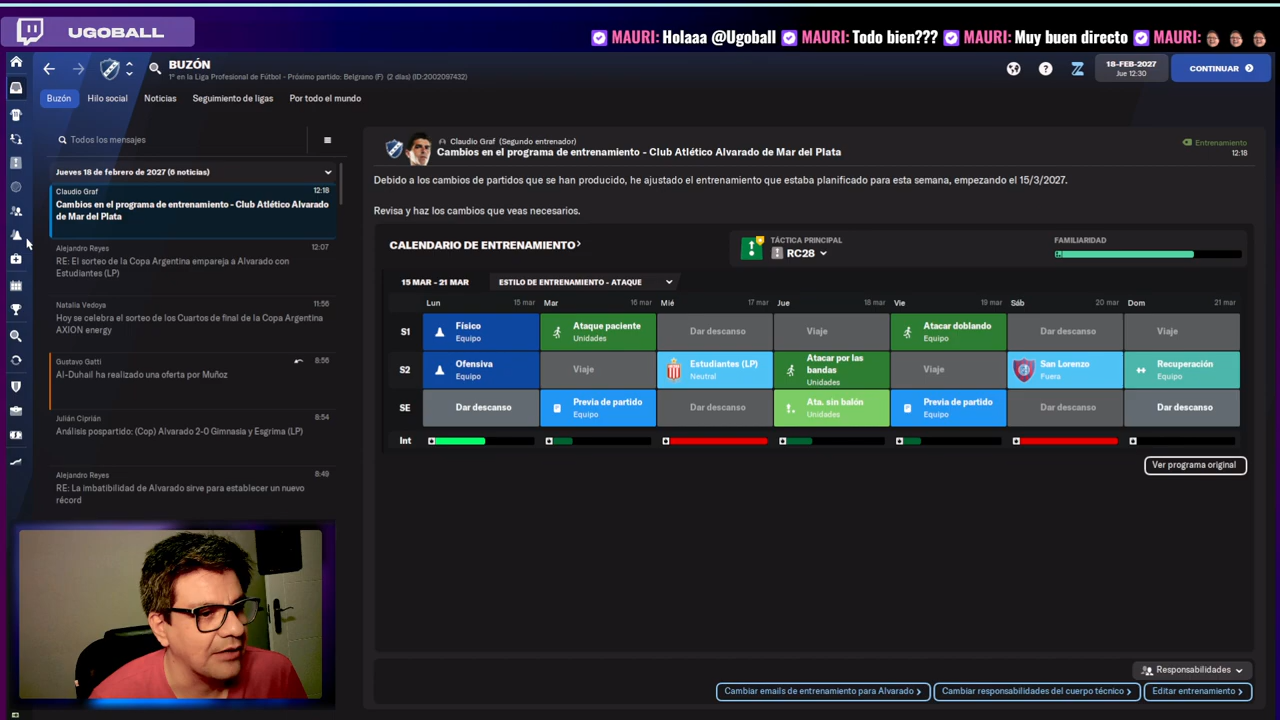 UGOBALL
MAURI: Holaaa @Ugoball MAURI: Todo bien??? MAURI: Muy buen directo MAURI:
BUZÓN
1º en la Liga Profesional de Fútbol - Próximo partido: Belgrano (F) (2 días) (ID:2002097432)
18-FEB-2027
Jue 12:30
CONTINUAR
Buzón
Hilo social
Noticias
Seguimiento de ligas
Por todo el mundo
Todos los mensajes
Jueves 18 de febrero de 2027 (6 noticias)
Claudio Graf 12:18
Cambios en el programa de entrenamiento - Club Atlético Alvarado
de Mar del Plata
Alejandro Reyes 12:07
RE: El sorteo de la Copa Argentina empareja a Alvarado con
Estudiantes (LP)
Natalia Vedoya 11:56
Hoy se celebra el sorteo de los Cuartos de final de la Copa Argentina
AXION energy
Gustavo Gatti 8:56
Al-Duhail ha realizado una oferta por Muñoz
Julián Ciprián 8:54
Análisis pospartido: (Cop) Alvarado 2-0 Gimnasia y Esgrima (LP)
Alejandro Reyes 8:49
RE: La imbatibilidad de Alvarado sirve para establecer un nuevo
récord
Claudio Graf (Segundo entrenador)
Cambios en el programa de entrenamiento - Club Atlético Alvarado de Mar del Plata
Entrenamiento
12:18
Debido a los cambios de partidos que se han producido, he ajustado el entrenamiento que estaba planificado para esta semana, empezando el 15/3/2027.
Revisa y haz los cambios que veas necesarios.
CALENDARIO DE ENTRENAMIENTO
TÁCTICA PRINCIPAL
RC28
FAMILIARIDAD
15 MAR - 21 MAR
ESTILO DE ENTRENAMIENTO - ATAQUE
Lun 15 mar Mar 16 mar Mié 17 mar Jue 18 mar Vie 19 mar Sáb 20 mar Dom 21 mar
S1
Físico
Equipo
Ataque paciente
Unidades
Dar descanso
Viaje
Atacar doblando
Equipo
Dar descanso
Viaje
S2
Ofensiva
Equipo
Viaje
Estudiantes (LP)
Neutral
Atacar por las
bandas
Unidades
Viaje
San Lorenzo
Fuera
Recuperación
Equipo
SE
Dar descanso
Previa de partido
Equipo
Dar descanso
Ata. sin balón
Unidades
Previa de partido
Equipo
Dar descanso
Dar descanso
Int
Ver programa original
Responsabilidades
Cambiar emails de entrenamiento para Alvarado
Cambiar responsabilidades del cuerpo técnico
Editar entrenamiento